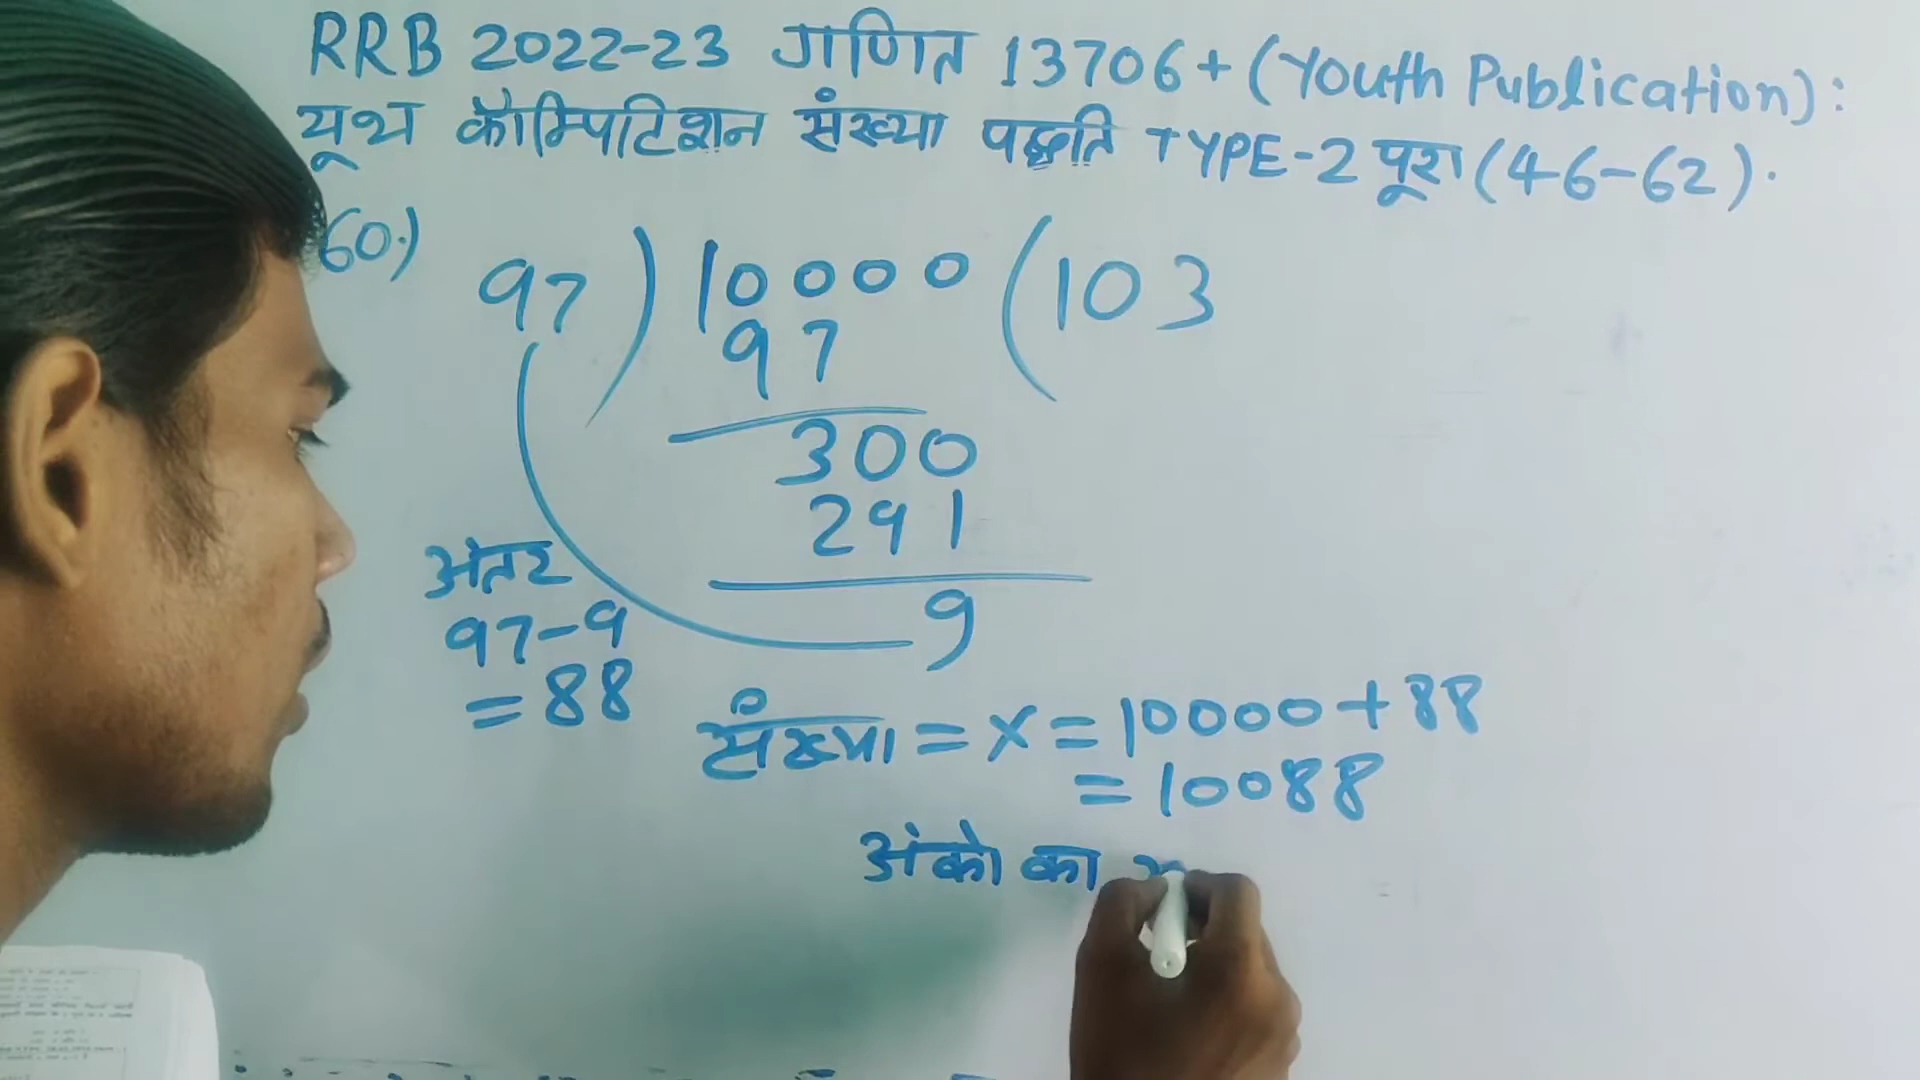 RRB 2022-23 गणित 13706+ (Youth Publication):
यूथ कौम्पिटिशन संख्या पद्धति TYPE-2 पूरा (46-62).
60.)
97) 10000 (103
97
300
291
9
अंतर
97-9
=88
संख्या = x = 10000+88
= 10088
अंको का